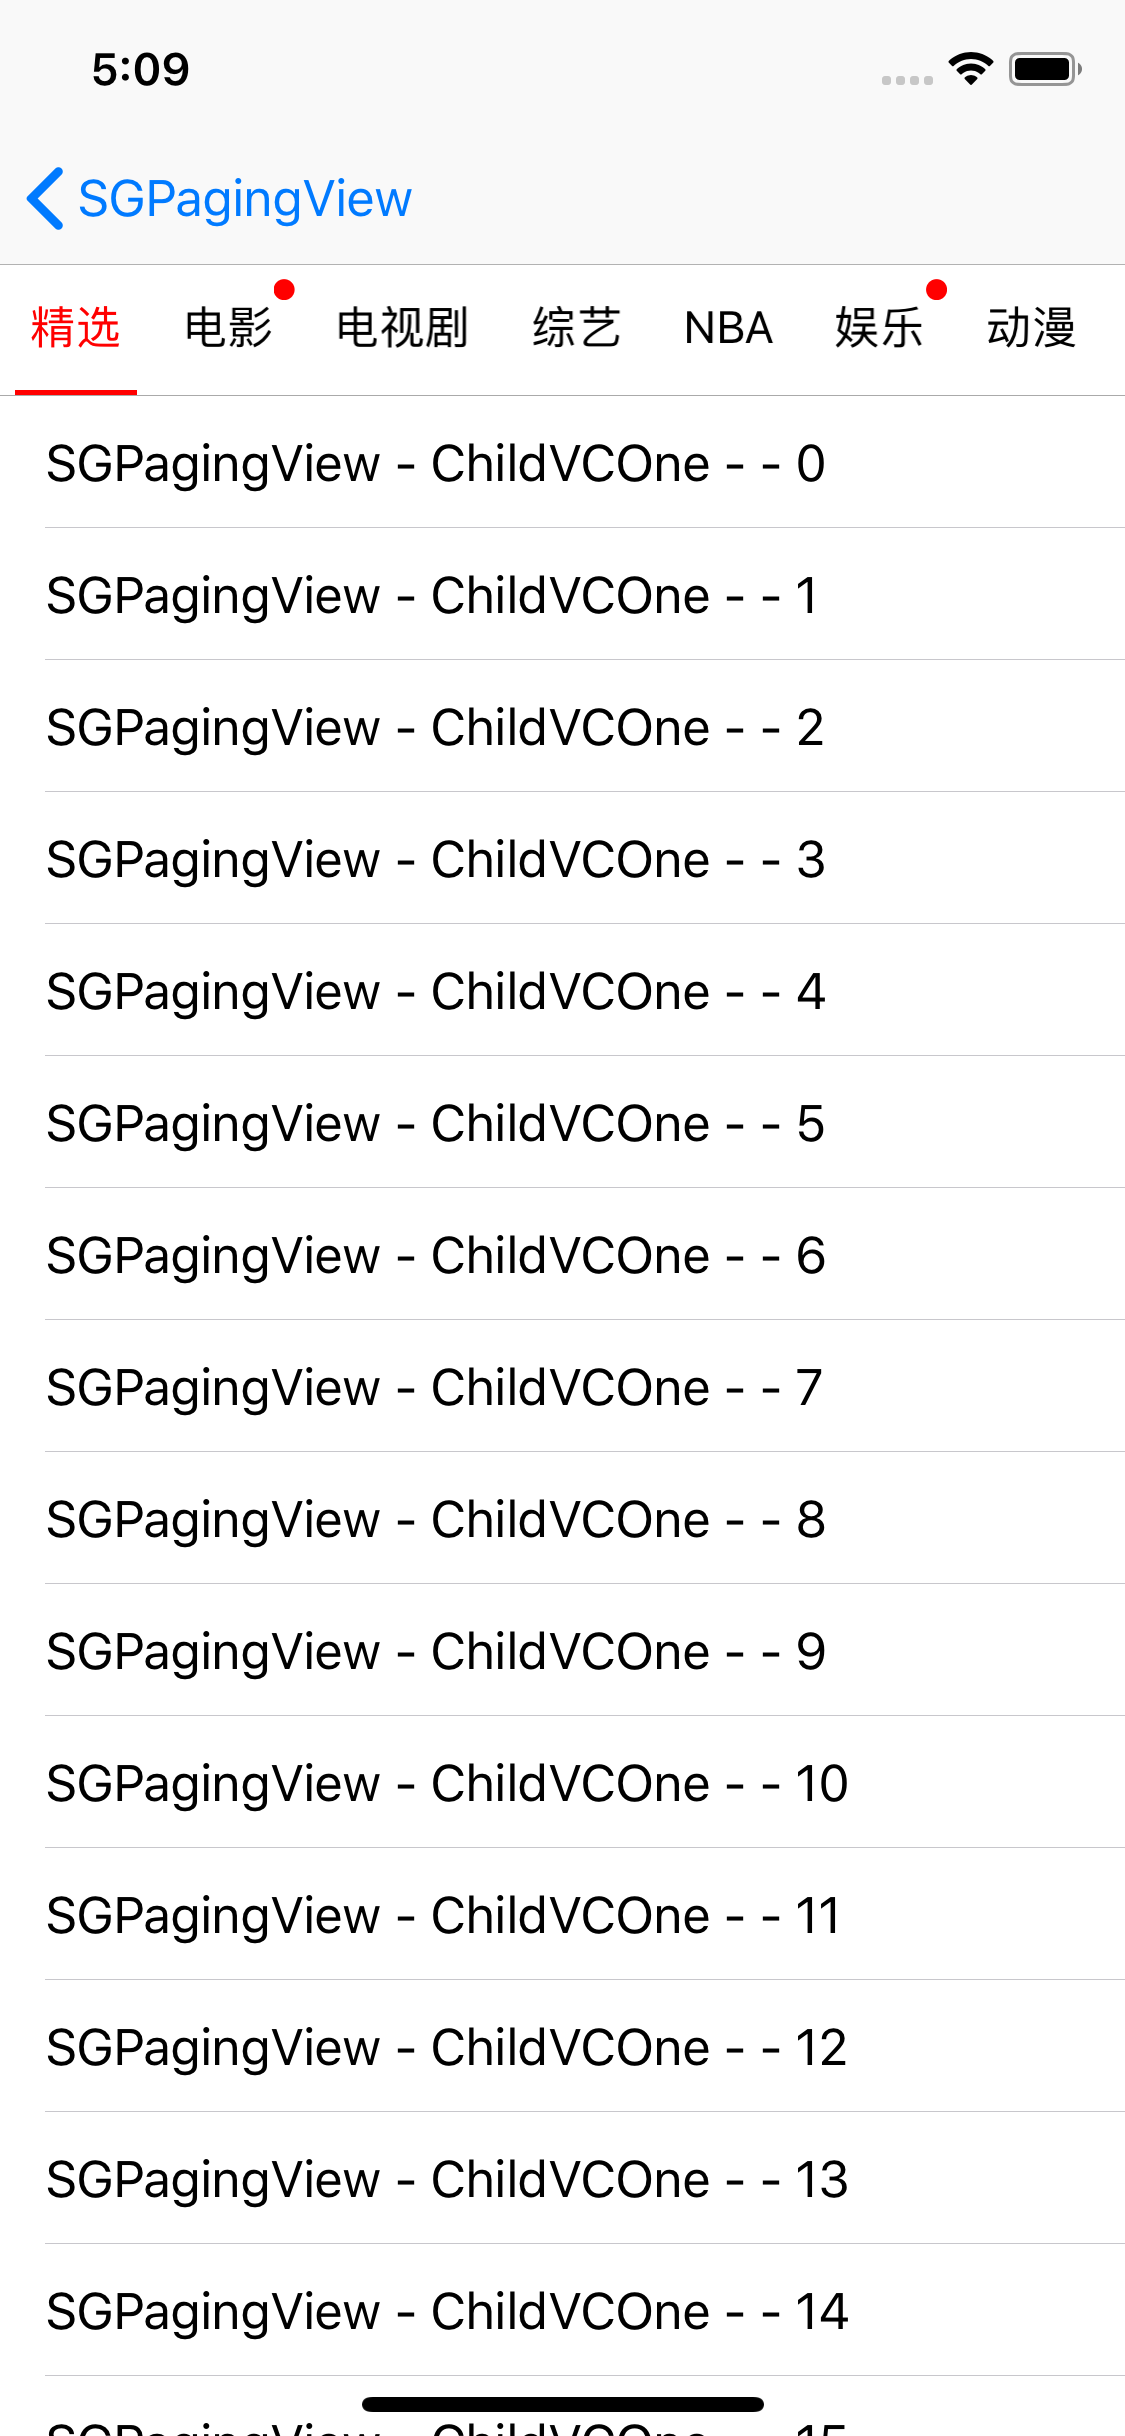 5:09
SGPagingView
精选 电影 电视剧 综艺 NBA 娱乐 动漫
SGPagingView - ChildVCOne - - 0
SGPagingView - ChildVCOne - - 1
SGPagingView - ChildVCOne - - 2
SGPagingView - ChildVCOne - - 3
SGPagingView - ChildVCOne - - 4
SGPagingView - ChildVCOne - - 5
SGPagingView - ChildVCOne - - 6
SGPagingView - ChildVCOne - - 7
SGPagingView - ChildVCOne - - 8
SGPagingView - ChildVCOne - - 9
SGPagingView - ChildVCOne - - 10
SGPagingView - ChildVCOne - - 11
SGPagingView - ChildVCOne - - 12
SGPagingView - ChildVCOne - - 13
SGPagingView - ChildVCOne - - 14
SGPagingView - ChildVCOne - - 15